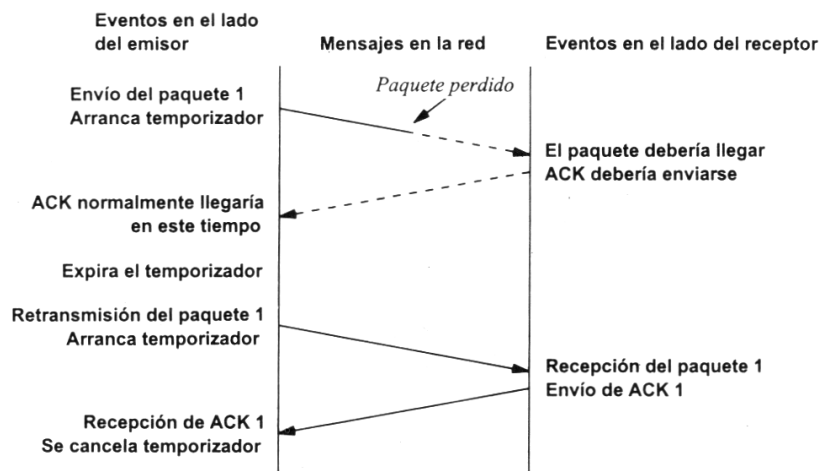 Eventos en el lado
del emisor
Mensajes en la red
Eventos en el lado del receptor
Paquete perdido
Envío del paquete 1
Arranca temporizador
El paquete debería llegar
ACK debería enviarse
ACK normalmente llegaría
en este tiempo
Expira el temporizador
Retransmisión del paquete 1
Arranca temporizador
Recepción del paquete 1
Envío de ACK 1
Recepción de ACK 1
Se cancela temporizador